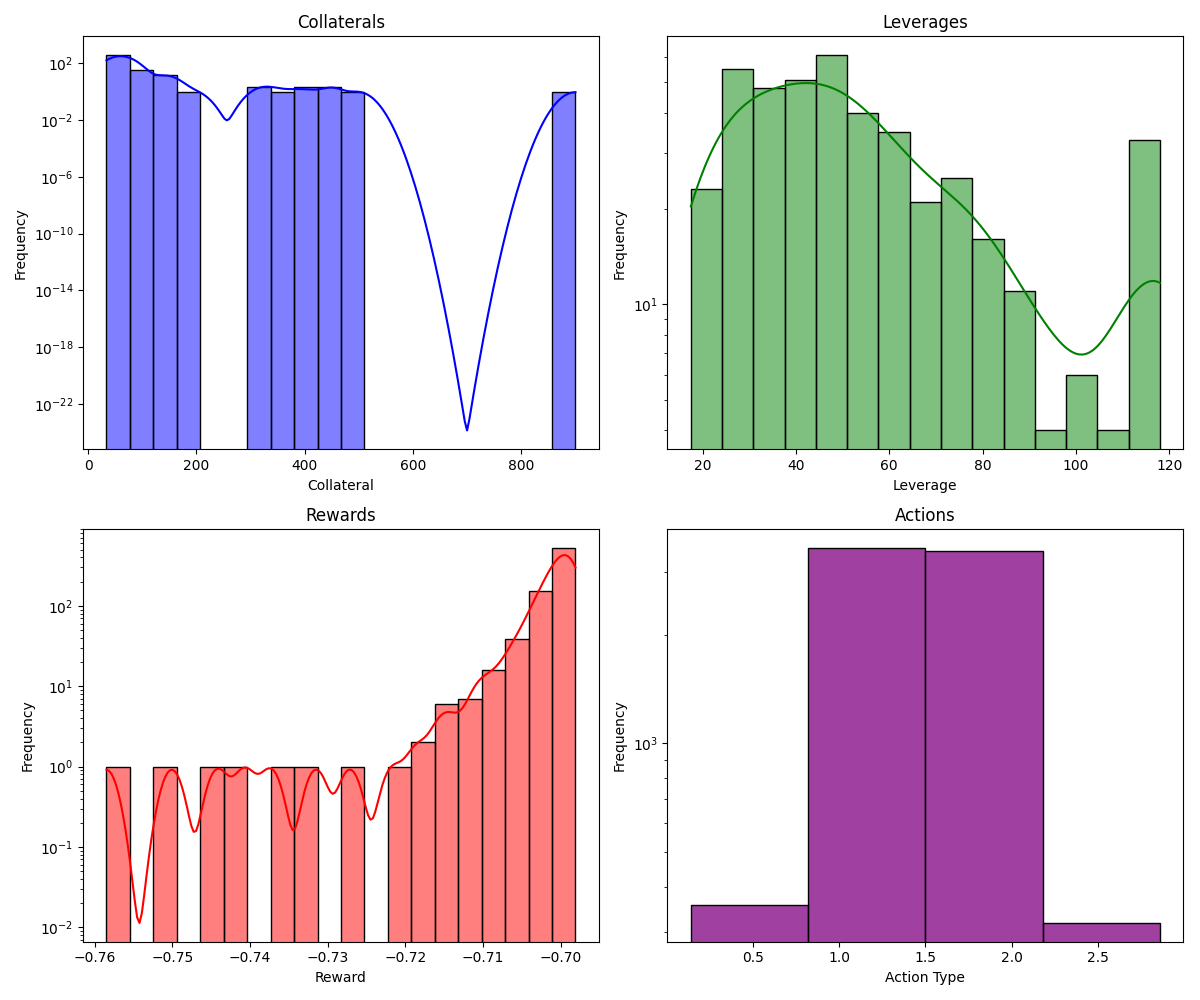 Collaterals
Frequency
10^2
10^-2
10^-6
10^-10
10^-14
10^-18
10^-22
0 200 400 600 800
Collateral
Leverages
Frequency
10^1
20 40 60 80 100 120
Leverage
Rewards
Frequency
10^2
10^1
10^0
10^-1
10^-2
−0.76 −0.75 −0.74 −0.73 −0.72 −0.71 −0.70
Reward
Actions
Frequency
10^3
0.5 1.0 1.5 2.0 2.5
Action Type